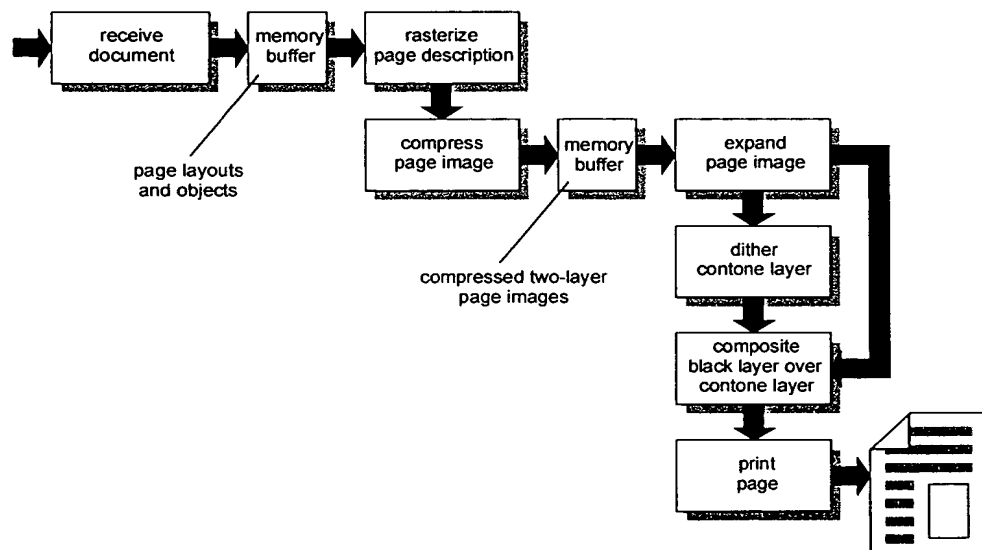 receive
document
memory
buffer
rasterize
page description
compress
page image
memory
buffer
expand
page image
page layouts
and objects
dither
contone layer
compressed two-layer
page images
composite
black layer over
contone layer
print
page